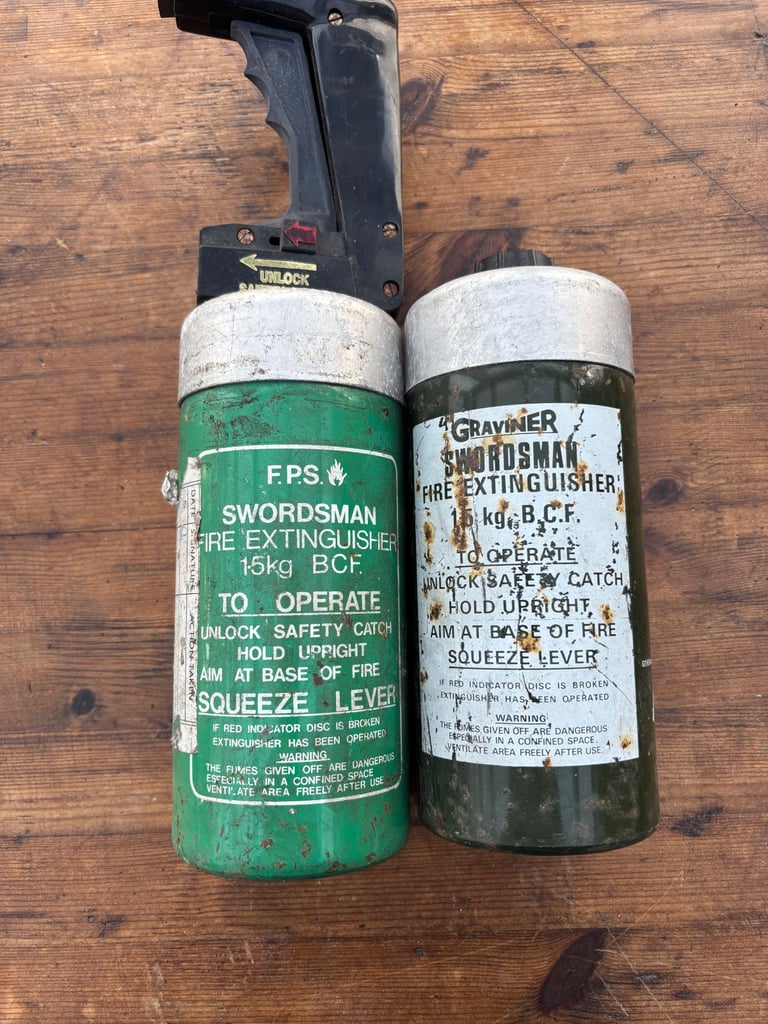 UNLOCK
F.P.S.
SWORDSMAN
FIRE EXTINGUISHER
1·5kg BCF.
TO OPERATE
UNLOCK SAFETY CATCH
HOLD UPRIGHT
AIM AT BASE OF FIRE
SQUEEZE LEVER
IF RED INDICATOR DISC IS BROKEN
EXTINGUISHER HAS BEEN OPERATED
WARNING
THE FUMES GIVEN OFF ARE DANGEROUS
ESPECIALLY IN A CONFINED SPACE
VENTILATE AREA FREELY AFTER USE
DATE SIGNATURE ACTION TAKEN
GRAVINER
SWORDSMAN
FIRE EXTINGUISHER
kg. B.C.F.
TO OPERATE
UNLOCK SAFETY CATCH
HOLD UPRIGHT
AIM AT BASE OF FIRE
SQUEEZE LEVER
IF RED INDICATOR DISC IS BROKEN
EXTINGUISHER HAS BEEN OPERATED
WARNING
THE FUMES GIVEN OFF ARE DANGEROUS
ESPECIALLY IN A CONFINED SPACE
VENTILATE AREA FREELY AFTER USE.